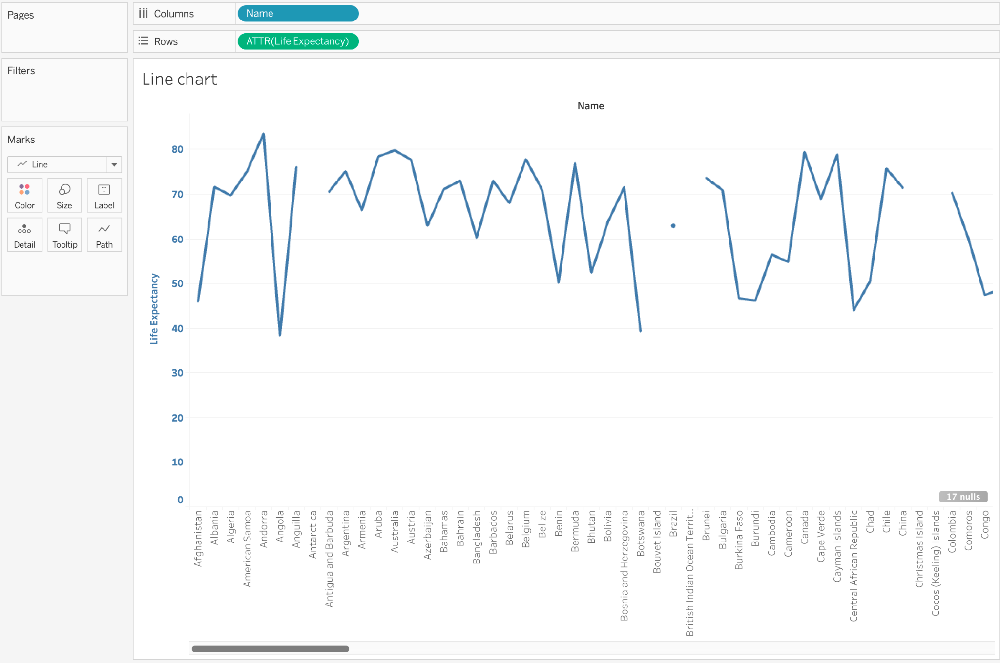 Pages
Columns
Name
Rows
ATTR(Life Expectancy)
Filters
Marks
Line
Color
Size
T
Label
Detail
Tooltip
Path
Line chart
Name
Life Expectancy
80
70
60
50
40
30
20
10
0
17 nulls
Afghanistan
Albania
Algeria
American Samoa
Andorra
Angola
Anguilla
Antarctica
Antigua and Barbuda
Argentina
Armenia
Aruba
Australia
Austria
Azerbaijan
Bahamas
Bahrain
Bangladesh
Barbados
Belarus
Belgium
Belize
Benin
Bermuda
Bhutan
Bolivia
Bosnia and Herzegovina
Botswana
Bouvet Island
Brazil
British Indian Ocean Territ..
Brunei
Bulgaria
Burkina Faso
Burundi
Cambodia
Cameroon
Canada
Cape Verde
Cayman Islands
Central African Republic
Chad
Chile
China
Christmas Island
Cocos (Keeling) Islands
Colombia
Comoros
Congo